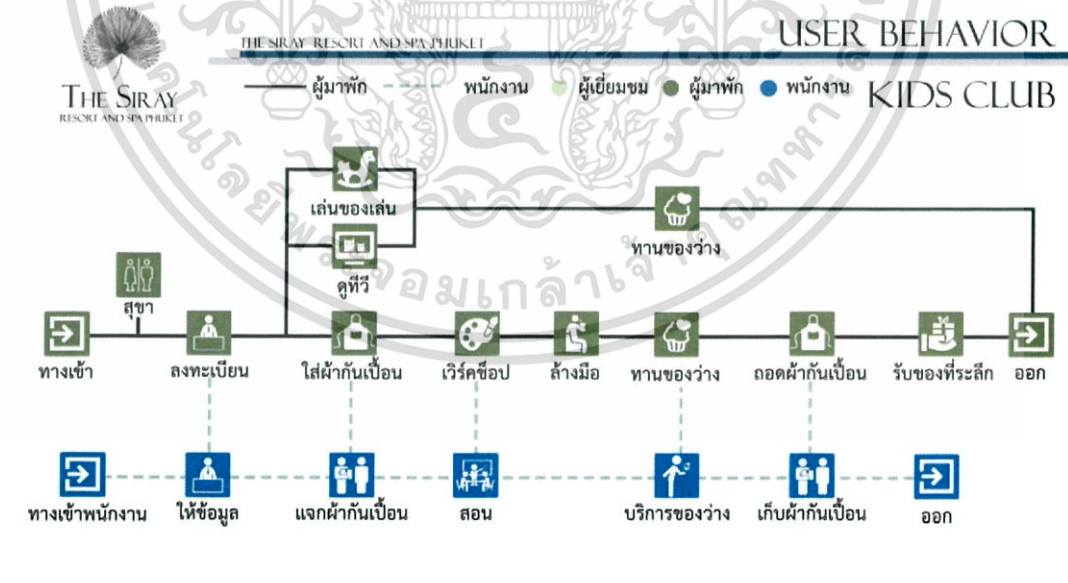 THE SIRAY RESORT AND SPA PHUKET
USER BEHAVIOR
THE SIRAY
RESORT AND SPA PHUKET
ผู้มาพัก พนักงาน ผู้เยี่ยมชม ผู้มาพัก พนักงาน
KIDS CLUB
เล่นของเล่น
ทานของว่าง
ดูทีวี
สุขา
ทางเข้า ลงทะเบียน ใส่ผ้ากันเปื้อน เวิร์คช็อป ล้างมือ ทานของว่าง ถอดผ้ากันเปื้อน รับของที่ระลึก ออก
ทางเข้าพนักงาน ให้ข้อมูล แจกผ้ากันเปื้อน สอน บริการของว่าง เก็บผ้ากันเปื้อน ออก